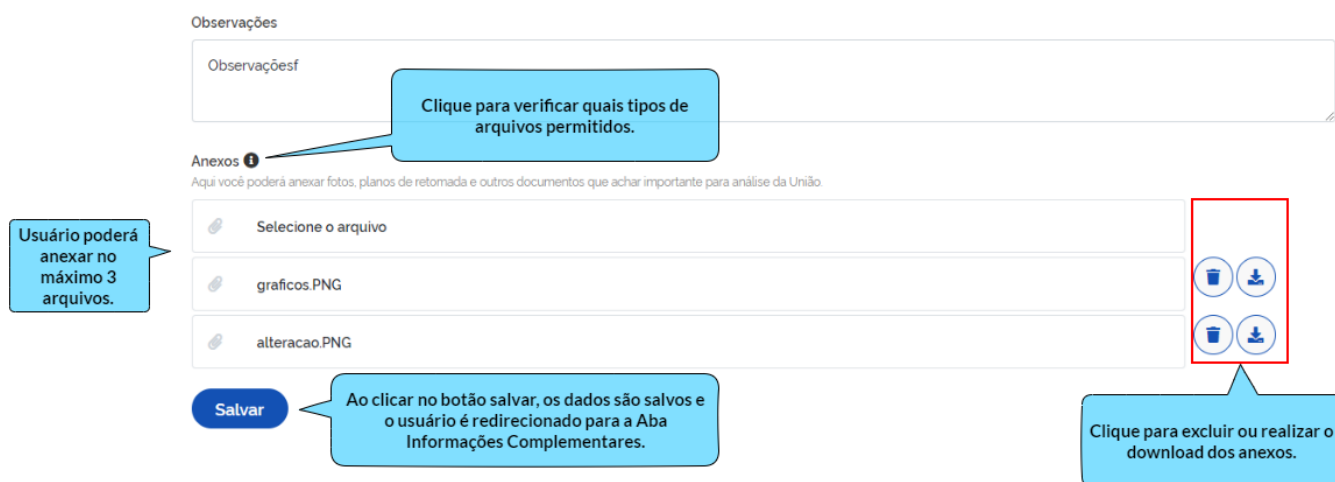 Observações
Observaçõesf
Clique para verificar quais tipos de
arquivos permitidos.
Anexos
Aqui você poderá anexar fotos, planos de retomada e outros documentos que achar importante para análise da União.
Usuário poderá
anexar no
máximo 3
arquivos.
Selecione o arquivo
graficos.PNG
alteracao.PNG
Salvar
Ao clicar no botão salvar, os dados são salvos e
o usuário é redirecionado para a Aba
Informações Complementares.
Clique para excluir ou realizar o
download dos anexos.